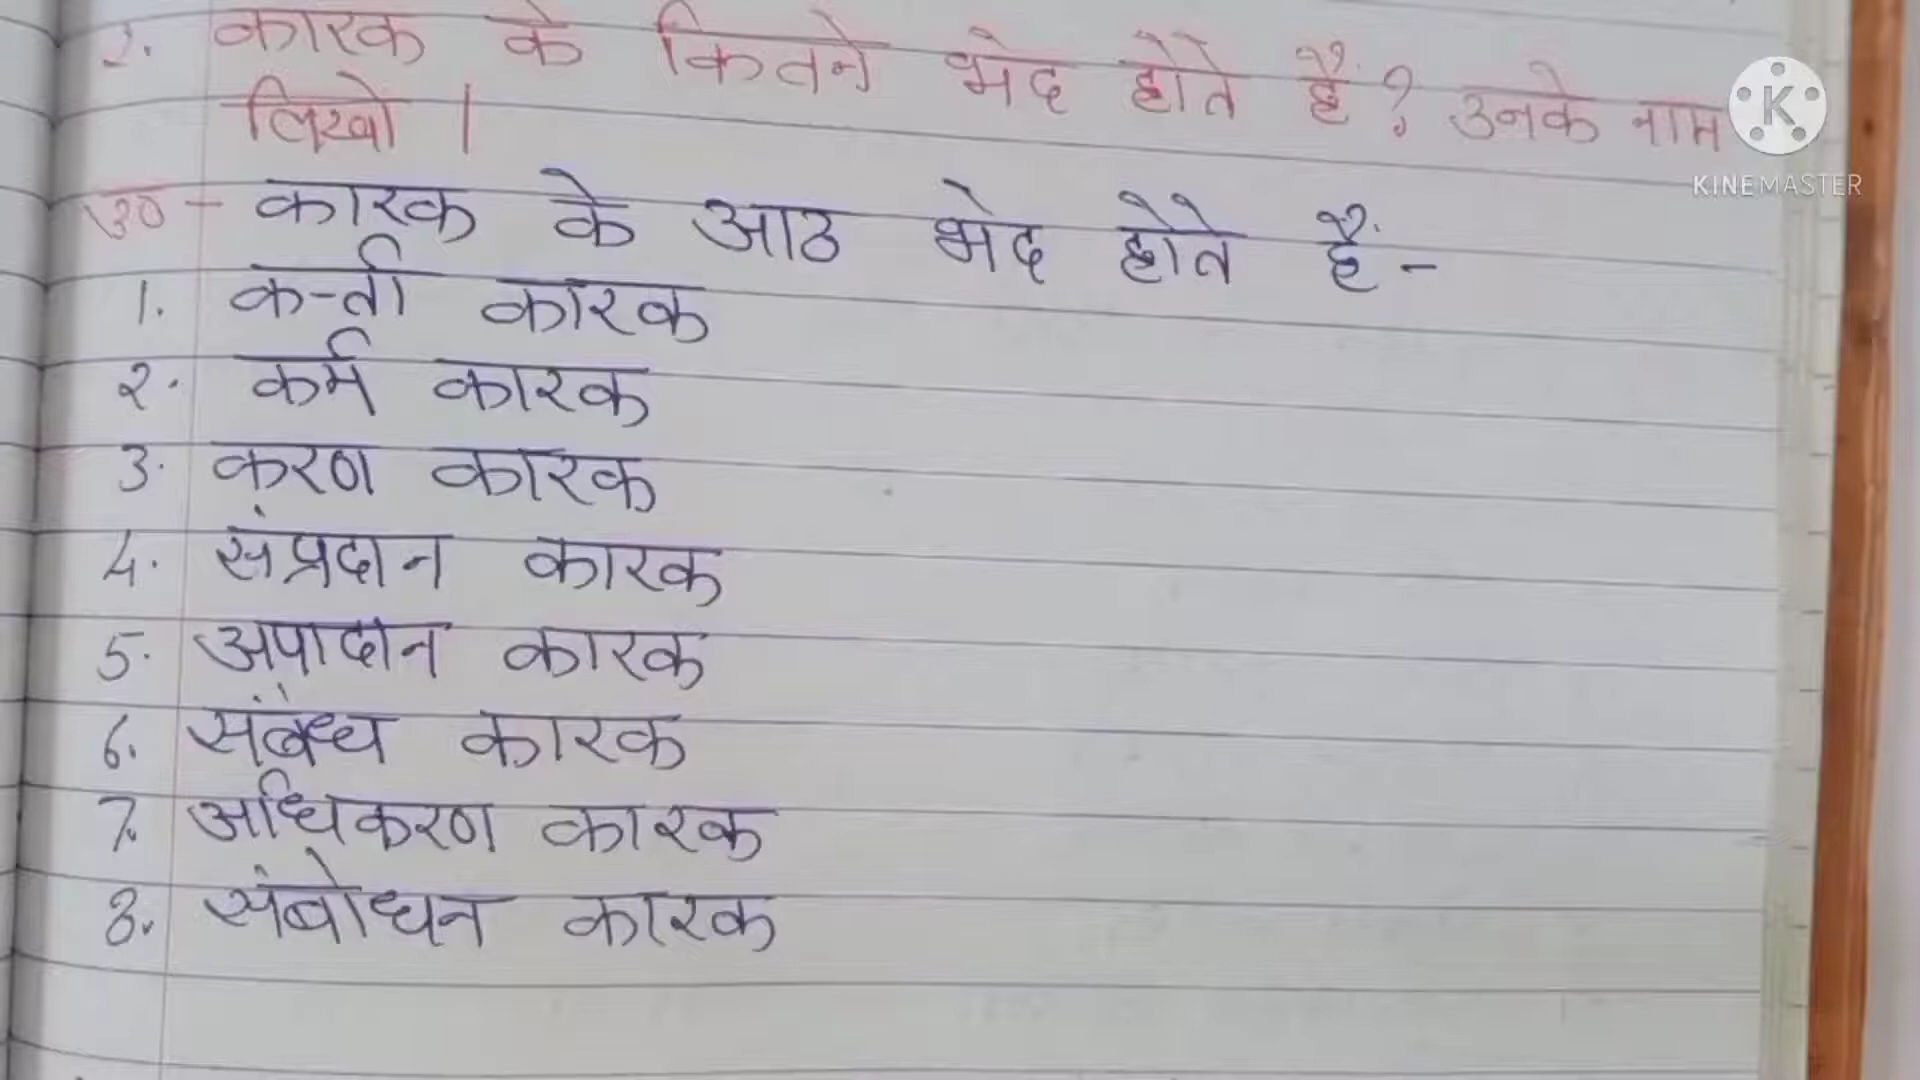 2. कारक के कितने भेद होते हैं? उनके नाम
लिखो।
उ०- कारक के आठ भेद होते हैं -
1. कर्ता कारक
2. कर्म कारक
3. करण कारक
4. संप्रदान कारक
5. अपादान कारक
6. संबंध कारक
7. अधिकरण कारक
8. संबोधन कारक
K
KINEMASTER